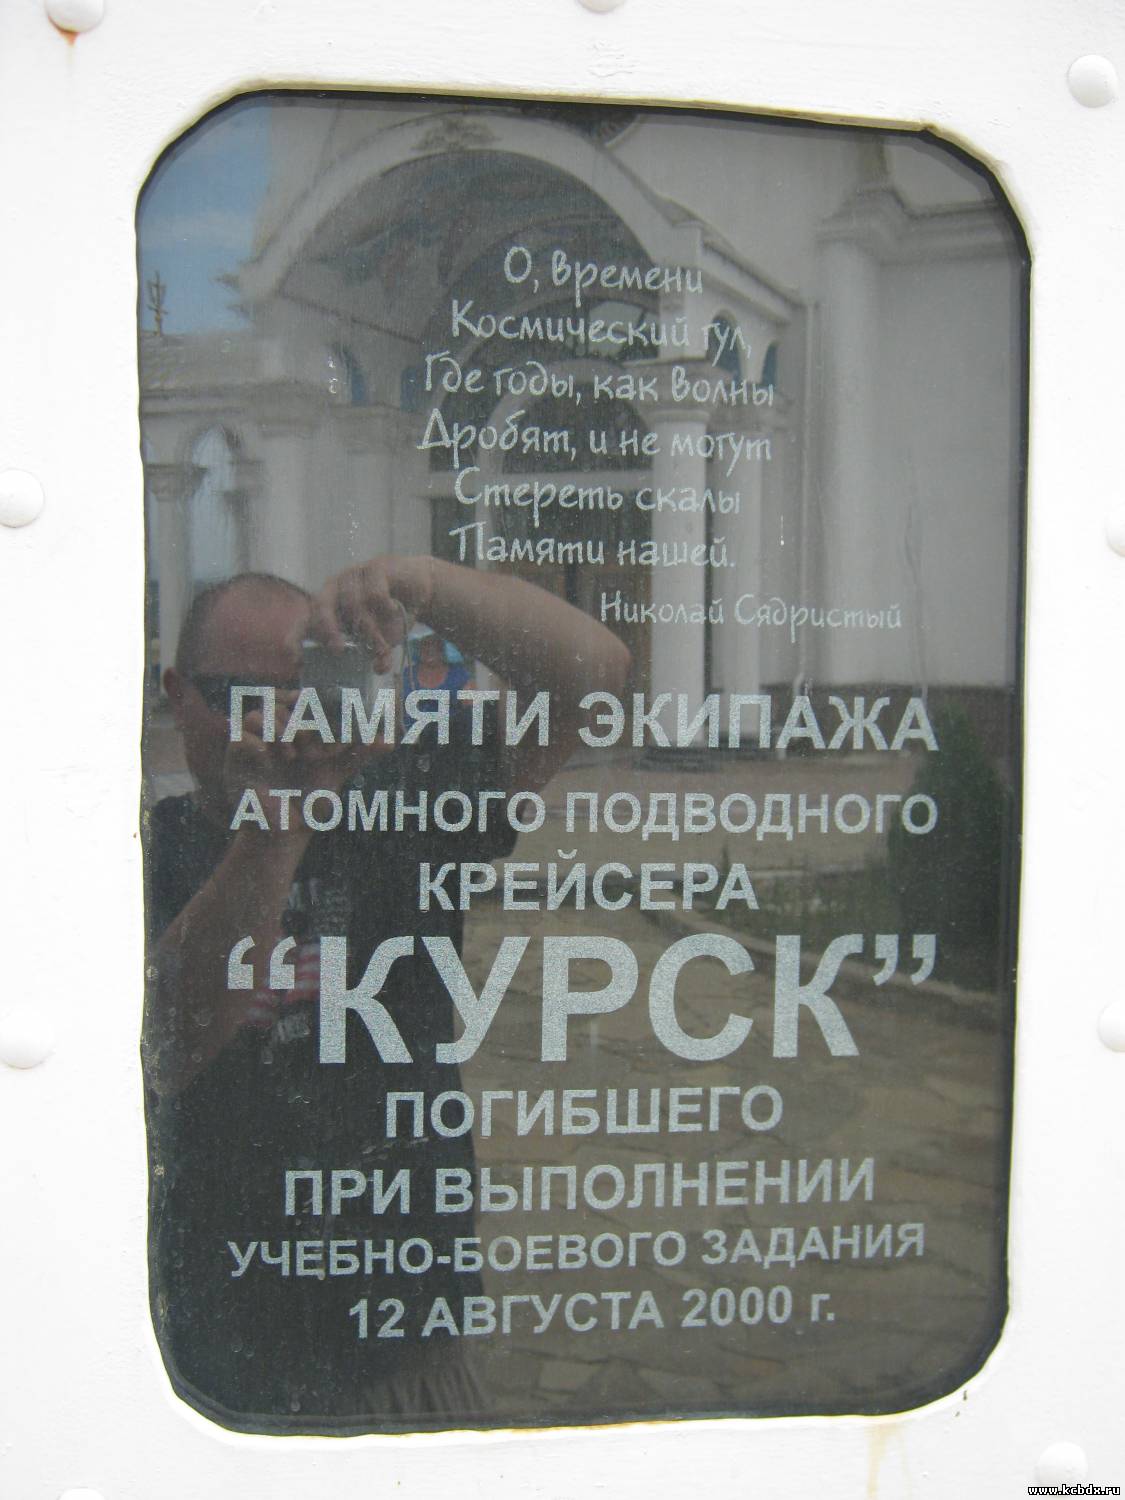 О, времени
Космический гул,
Где годы, как волны
Дробят, и не могут
Стереть скалы
Памяти нашей.
Николай Сядристый
ПАМЯТИ ЭКИПАЖА
АТОМНОГО ПОДВОДНОГО
КРЕЙСЕРА
“КУРСК”
ПОГИБШЕГО
ПРИ ВЫПОЛНЕНИИ
УЧЕБНО-БОЕВОГО ЗАДАНИЯ
12 АВГУСТА 2000 г.
www.kcbdx.ru